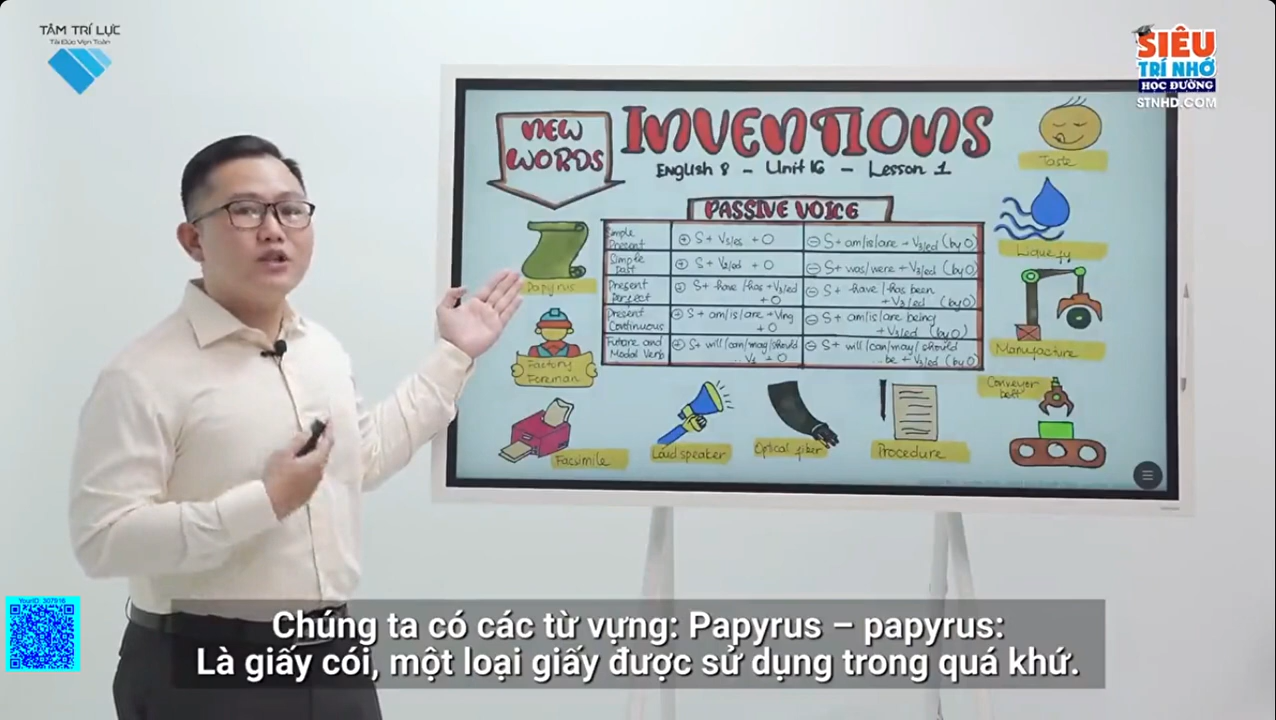 TÂM TRÍ LỰC
Tài Đức Vẹn Toàn
SIÊU
TRÍ NHỚ
HỌC ĐƯỜNG
STNHD.COM
NEW
WORDS
INVENTIONS
English 8 - Unit 16 - Lesson 1
Taste
PASSIVE VOICE
Simple Present
+ S + Vs/es + O
- S + am/is/are + V3/ed (by O)
Simple Past
+ S + V2/ed + O
- S + was/were + V3/ed (by O)
Present Perfect
+ S + have/has + V3/ed + O
- S + have/has been + V3/ed (by O)
Present Continuous
+ S + am/is/are + Ving + O
- S + am/is/are being + V3/ed (by O)
Future and Modal Verb
+ S + will/can/may/should ... V1 + O
- S + will/can/may/should ... be + V3/ed (by O)
Papyrus
Liquefy
Factory
Foreman
Manufacture
Conveyer
belt
Facsimile
Loud speaker
Optical fiber
Procedure
YourID: 307916
Chúng ta có các từ vựng: Papyrus – papyrus:
Là giấy cói, một loại giấy được sử dụng trong quá khứ.